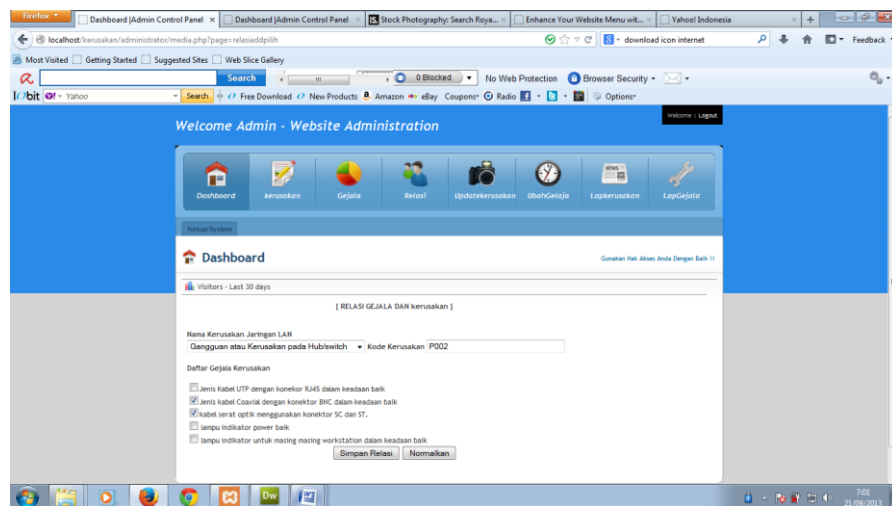 Firefox
Dashboard |Admin Control Panel × Dashboard |Admin Control Panel × Stock Photography: Search Roya... × Enhance Your Website Menu wit... × Yahoo! Indonesia × +
localhost/kerusakan/administrator/media.php?page=relasiaddpilih download icon internet Feedback
Most Visited Getting Started Suggested Sites Web Slice Gallery
Search 0 Blocked No Web Protection Browser Security
IObit Yahoo Search Free Download New Products Amazon eBay Coupons Radio Options
Welcome | Logout
Welcome Admin - Website Administration
Dashboard kerusakan Gejala Relasi Updatekerusakan UbahGelaja Lapkerusakan LapGejala
KeluarSystem
Dashboard
Gunakan Hak Akses Anda Dengan Baik !!
Visitors - Last 30 days
[ RELASI GEJALA DAN kerusakan ]
Nama Kerusakan Jaringan LAN
Gangguan atau Kerusakan pada Hub/switch Kode Kerusakan P002
Daftar Gejala Kerusakan
Jenis Kabel UTP dengan konekor RJ45 dalam keadaan baik
Jenis kabel Coaxial dengan konektor BNC dalam keadaan baik
kabel serat optik menggunakan konektor SC dan ST.
lampu indikator power baik
lampu indikator untuk masing masing workstation dalam keadaan baik
Simpan Relasi Normalkan
Dw
7:01
21/09/2013